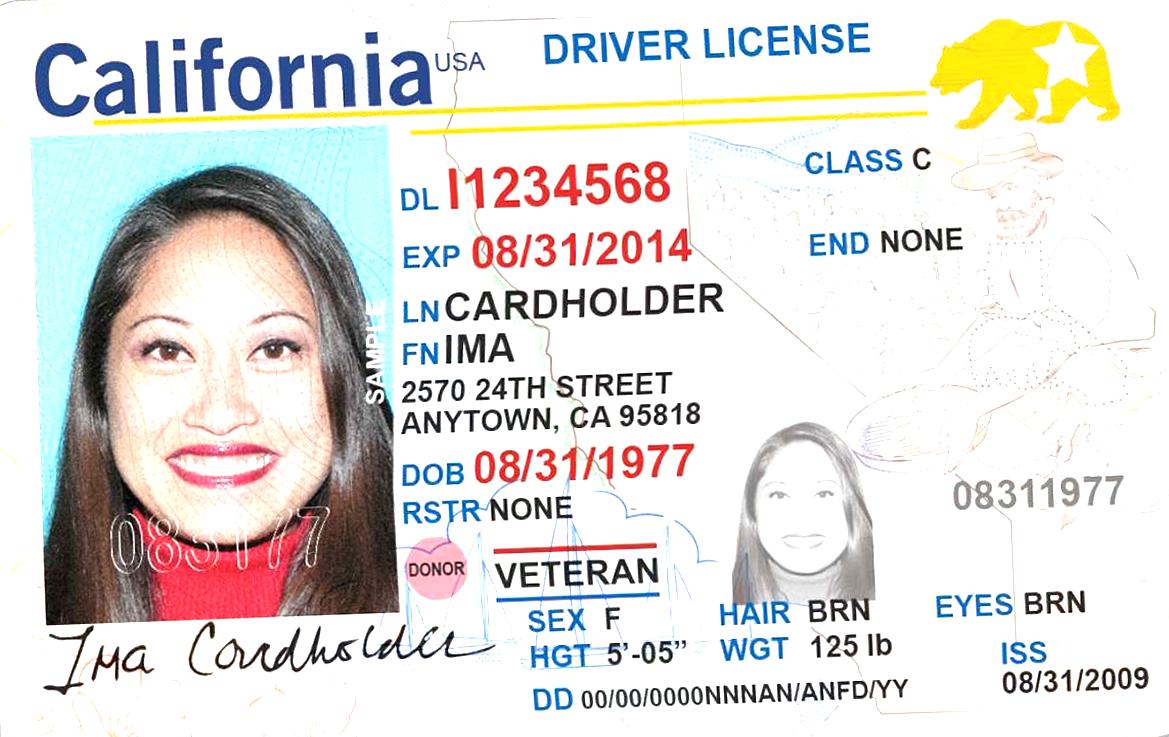 California USA DRIVER LICENSE
DL I1234568
CLASS C
EXP 08/31/2014
END NONE
LN CARDHOLDER
FN IMA
2570 24TH STREET
ANYTOWN, CA 95818
DOB 08/31/1977
RSTR NONE
08311977
SAMPLE
083177
DONOR
VETERAN
SEX F
HAIR BRN
EYES BRN
HGT 5'-05"
WGT 125 lb
ISS
08/31/2009
DD 00/00/0000NNNAN/ANFD/YY
Ima Cardholder